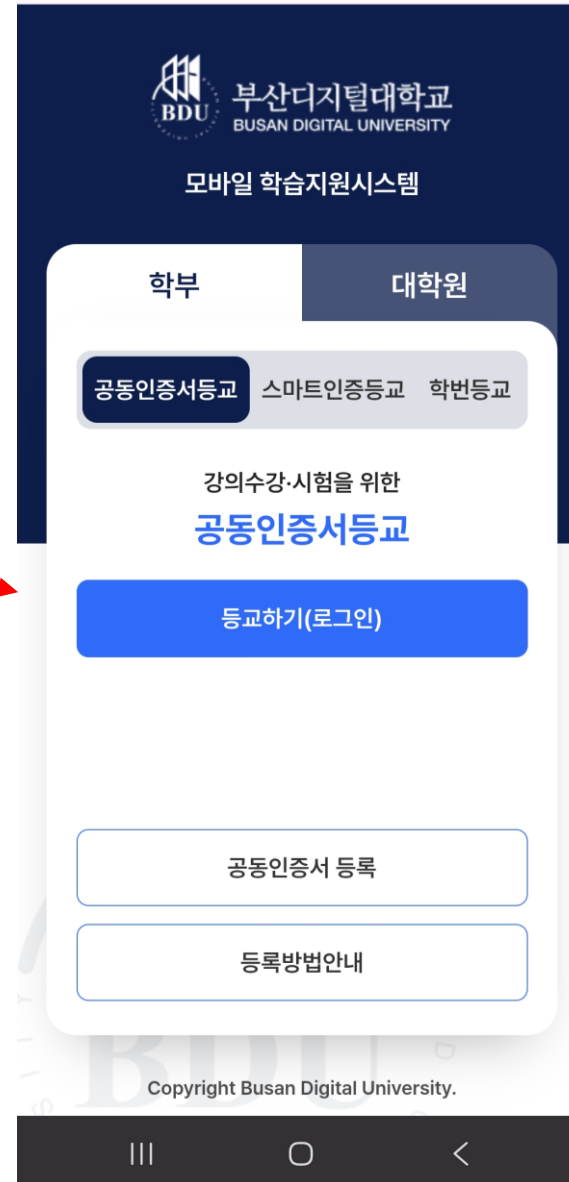 BDU
부산디지털대학교
BUSAN DIGITAL UNIVERSITY
모바일 학습지원시스템
학부 대학원
공동인증서등교 스마트인증등교 학번등교
강의수강·시험을 위한
공동인증서등교
등교하기(로그인)
공동인증서 등록
등록방법안내
BDU
Copyright Busan Digital University.